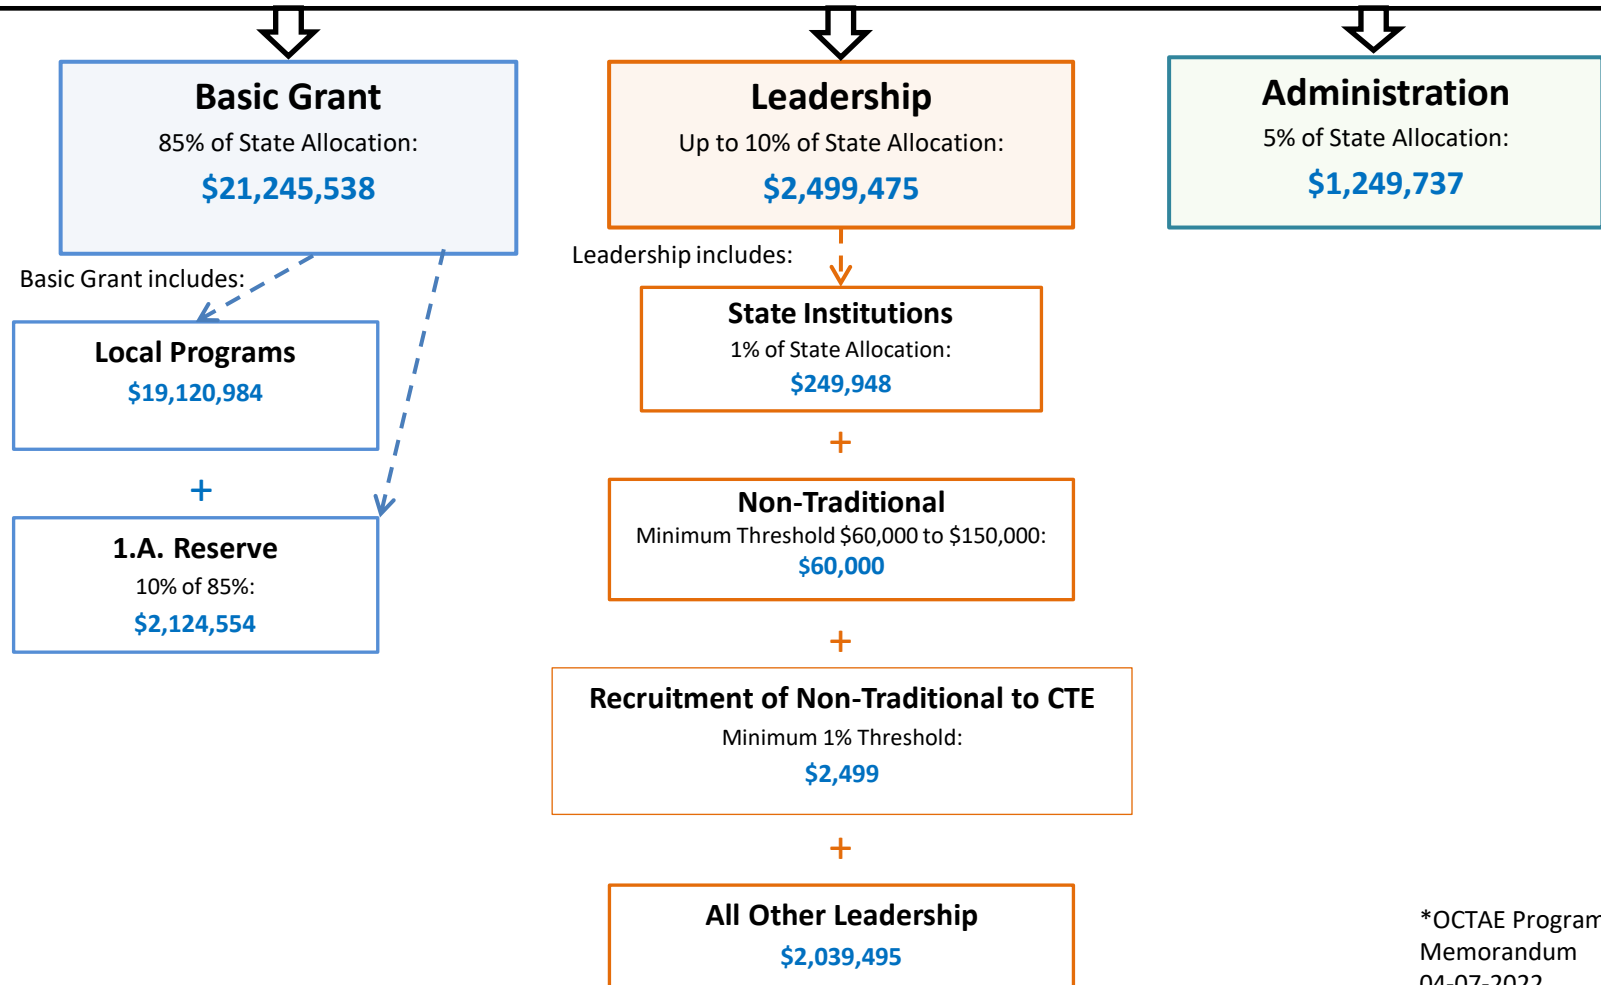 Basic Grant
85% of State Allocation:
$21,245,538
Leadership
Up to 10% of State Allocation:
$2,499,475
Administration
5% of State Allocation:
$1,249,737
Basic Grant includes:
Local Programs
$19,120,984
+
1.A. Reserve
10% of 85%:
$2,124,554
Leadership includes:
State Institutions
1% of State Allocation:
$249,948
+
Non-Traditional
Minimum Threshold $60,000 to $150,000:
$60,000
+
Recruitment of Non-Traditional to CTE
Minimum 1% Threshold:
$2,499
+
All Other Leadership
$2,039,495
*OCTAE Program
Memorandum
04-07-2022